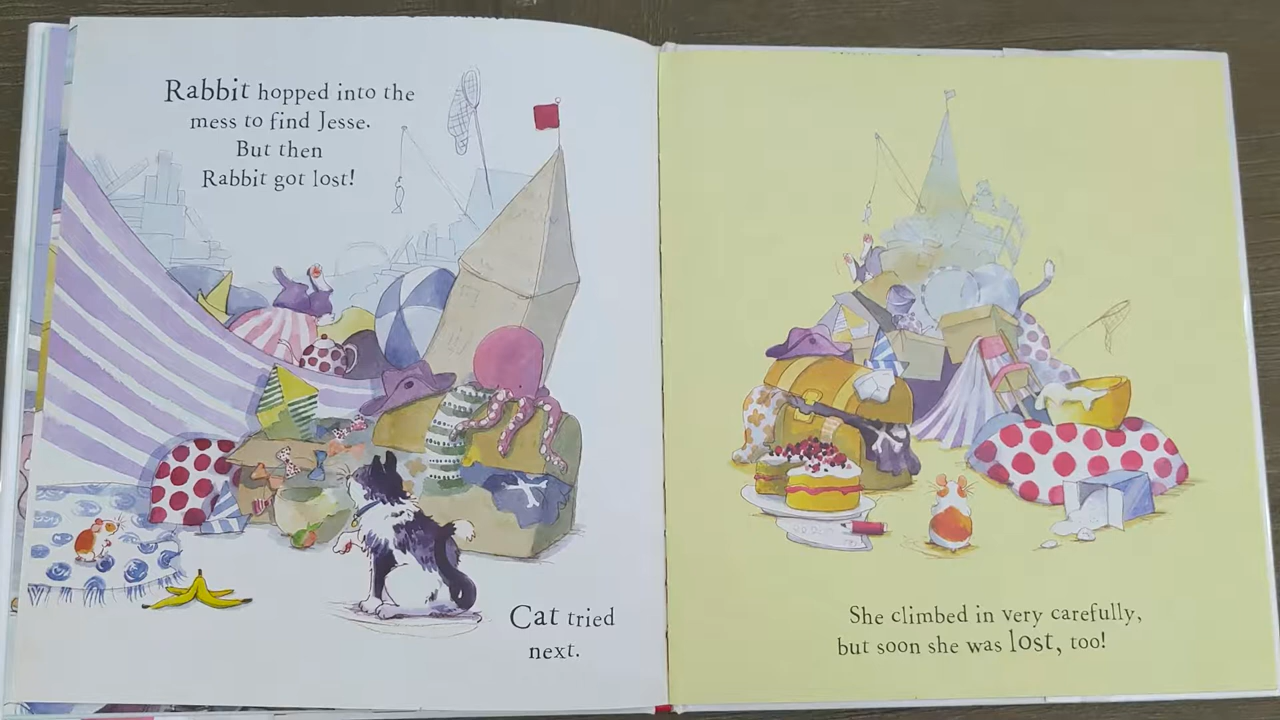 Rabbit hopped into the
mess to find Jesse.
But then
Rabbit got lost!
Cat tried
next.
She climbed in very carefully,
but soon she was lost, too!